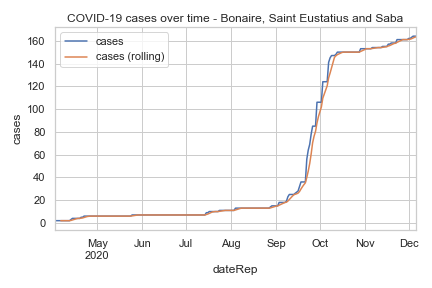 COVID-19 cases over time - Bonaire, Saint Eustatius and Saba
cases
cases (rolling)
160
140
120
100
80
60
40
20
0
cases
May Jun Jul Aug Sep Oct Nov Dec
2020
dateRep